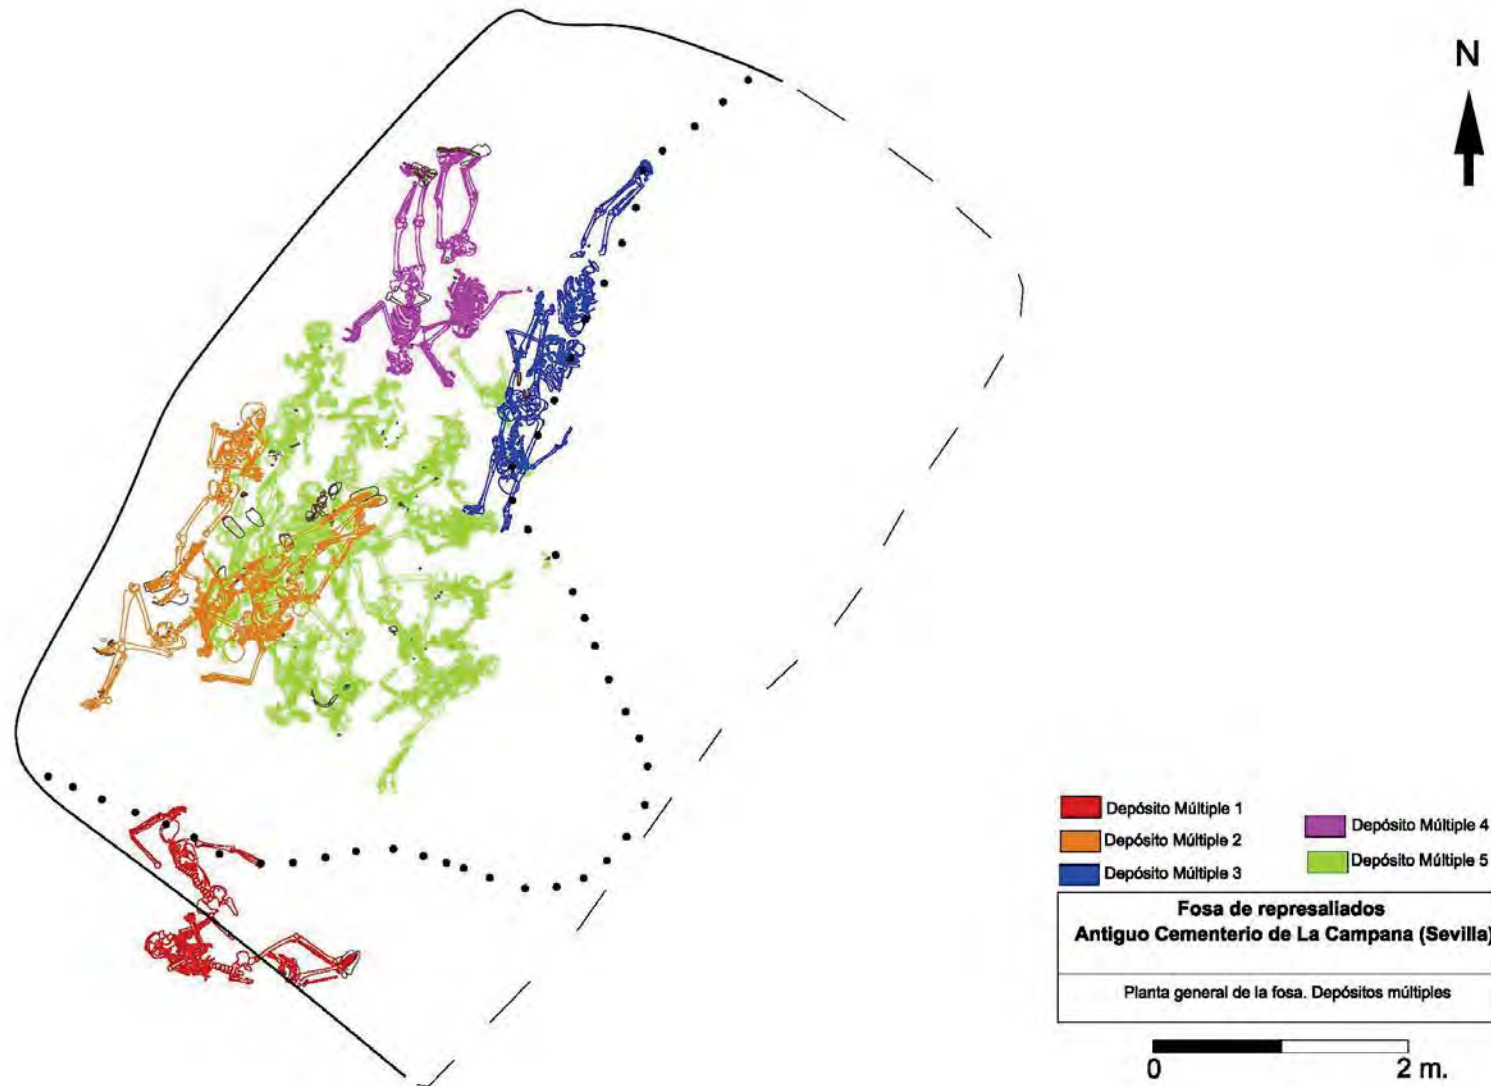 N
Depósito Múltiple 1
Depósito Múltiple 2
Depósito Múltiple 3
Depósito Múltiple 4
Depósito Múltiple 5
Fosa de represaliados
Antiguo Cementerio de La Campana (Sevilla)
Planta general de la fosa. Depósitos múltiples
0 2 m.